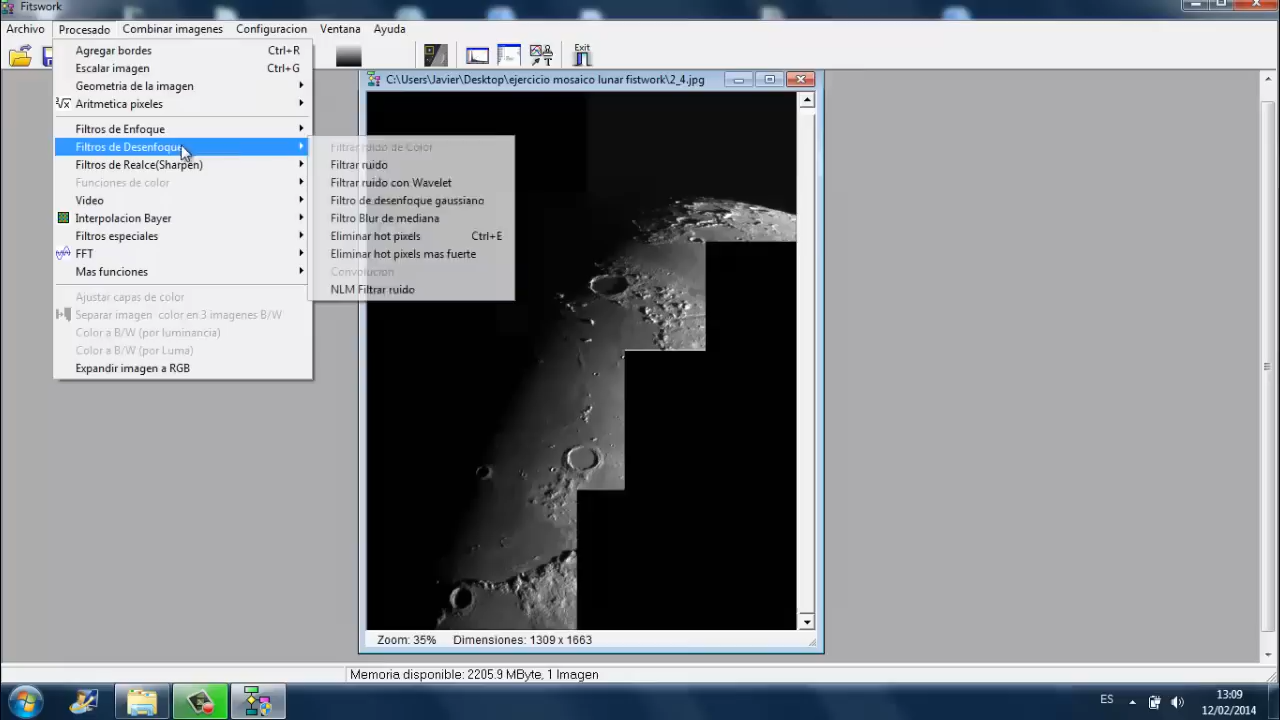 Fitswork
Archivo Procesado Combinar imagenes Configuracion Ventana Ayuda
Exit
Agregar bordes Ctrl+R
Escalar imagen Ctrl+G
Geometria de la imagen
Aritmetica pixeles
Filtros de Enfoque
Filtros de Desenfoque
Filtros de Realce(Sharpen)
Funciones de color
Video
Interpolacion Bayer
Filtros especiales
FFT
Mas funciones
Ajustar capas de color
Separar imagen color en 3 imagenes B/W
Color a B/W (por luminancia)
Color a B/W (por Luma)
Expandir imagen a RGB
Filtrar ruido de Color
Filtrar ruido
Filtrar ruido con Wavelet
Filtro de desenfoque gaussiano
Filtro Blur de mediana
Eliminar hot pixels Ctrl+E
Eliminar hot pixels mas fuerte
Convolucion
NLM Filtrar ruido
C:\Users\Javier\Desktop\ejercicio mosaico lunar fistwork\2_4.jpg
Zoom: 35% Dimensiones: 1309 x 1663
Memoria disponible: 2205.9 MByte, 1 Imagen
ES
13:09
12/02/2014